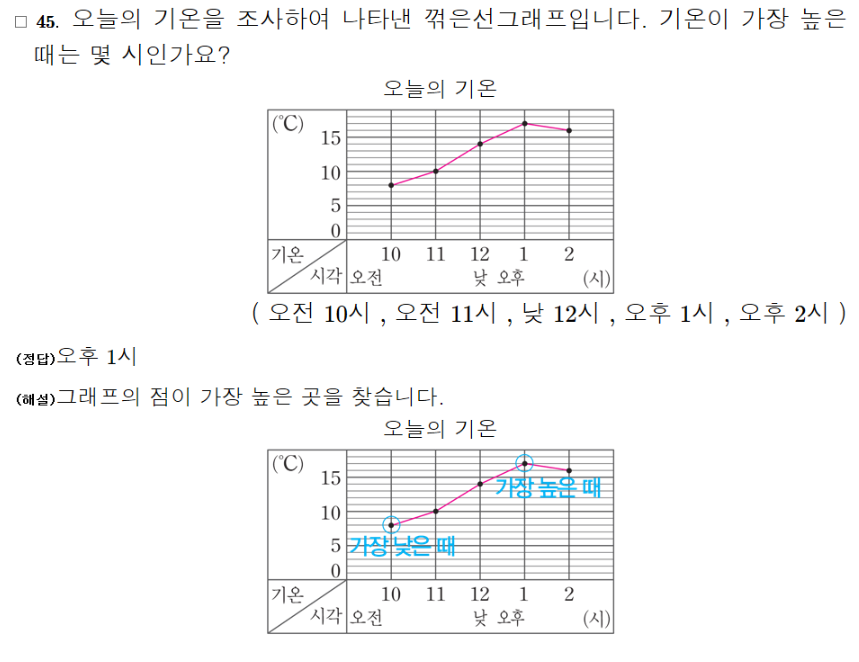 □ 45. 오늘의 기온을 조사하여 나타낸 꺾은선그래프입니다. 기온이 가장 높은
때는 몇 시인가요?
오늘의 기온
(℃)
15
10
5
0
기온 10 11 12 1 2
시각 오전 낮 오후 (시)
( 오전 10시 , 오전 11시 , 낮 12시 , 오후 1시 , 오후 2시 )
(정답)오후 1시
(해설)그래프의 점이 가장 높은 곳을 찾습니다.
오늘의 기온
(℃)
15
가장 높은 때
10
5 가장 낮은 때
0
기온 10 11 12 1 2
시각 오전 낮 오후 (시)